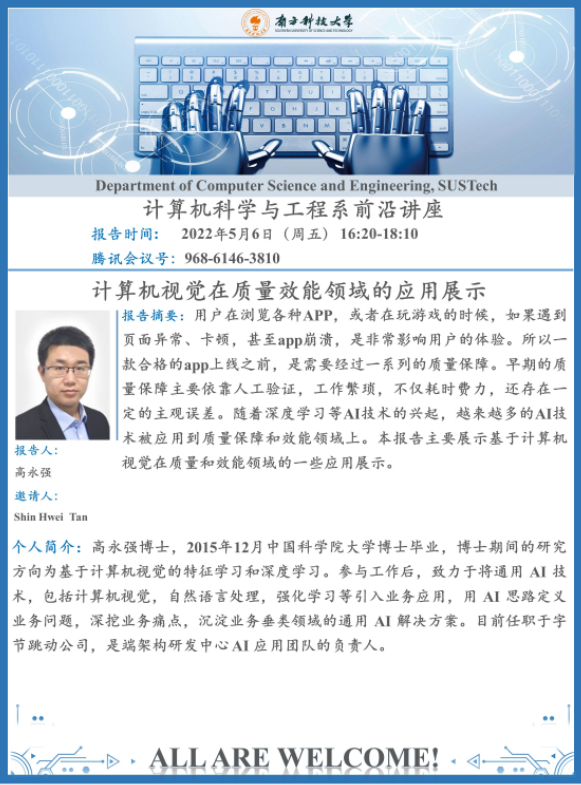 南方科技大学
SOUTHERN UNIVERSITY OF SCIENCE AND TECHNOLOGY
Department of Computer Science and Engineering, SUSTech
计算机科学与工程系前沿讲座
报告时间： 2022年5月6日（周五）16:20-18:10
腾讯会议号：968-6146-3810
计算机视觉在质量效能领域的应用展示
报告摘要：用户在浏览各种APP，或者在玩游戏的时候，如果遇到
页面异常、卡顿，甚至app崩溃，是非常影响用户的体验。所以一
款合格的app上线之前，是需要经过一系列的质量保障。早期的质
量保障主要依靠人工验证，工作繁琐，不仅耗时费力，还存在一
定的主观误差。随着深度学习等AI技术的兴起，越来越多的AI技
术被应用到质量保障和效能领域上。本报告主要展示基于计算机
视觉在质量和效能领域的一些应用展示。
报告人：
高永强
邀请人：
Shin Hwei Tan
个人简介：高永强博士，2015年12月中国科学院大学博士毕业，博士期间的研究
方向为基于计算机视觉的特征学习和深度学习。参与工作后，致力于将通用 AI 技
术，包括计算机视觉，自然语言处理，强化学习等引入业务应用，用 AI 思路定义
业务问题，深挖业务痛点，沉淀业务垂类领域的通用 AI 解决方案。目前任职于字
节跳动公司，是端架构研发中心AI 应用团队的负责人。
ALL ARE WELCOME!